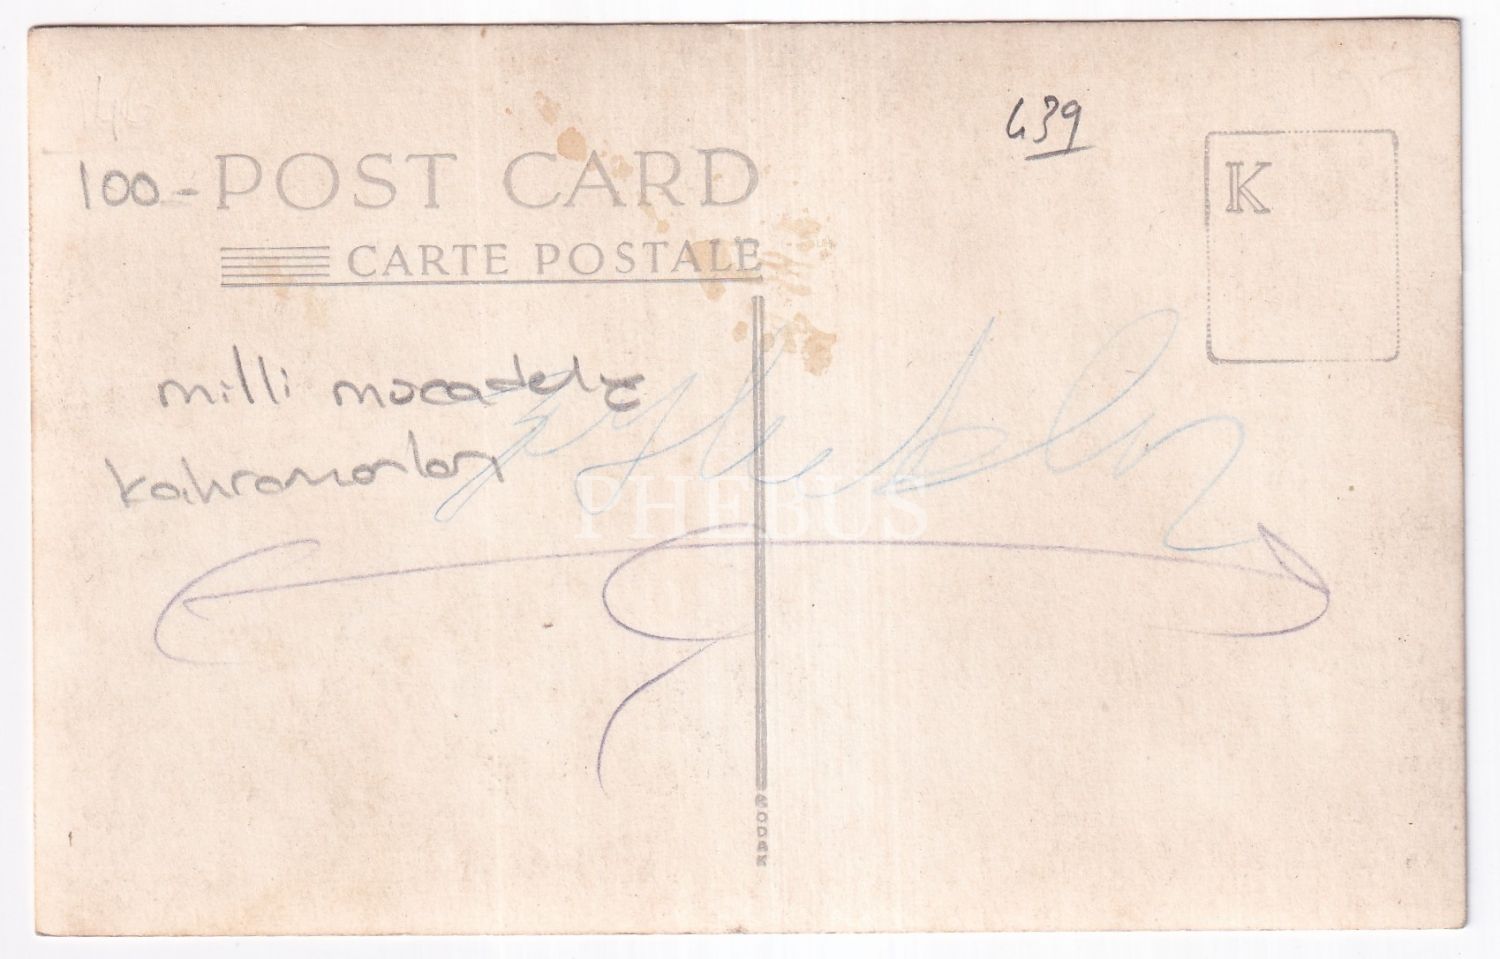 439
100-
POST CARD
K
CARTE POSTALE
milli mücadele
kahramanları
PHEBUS
KODAK